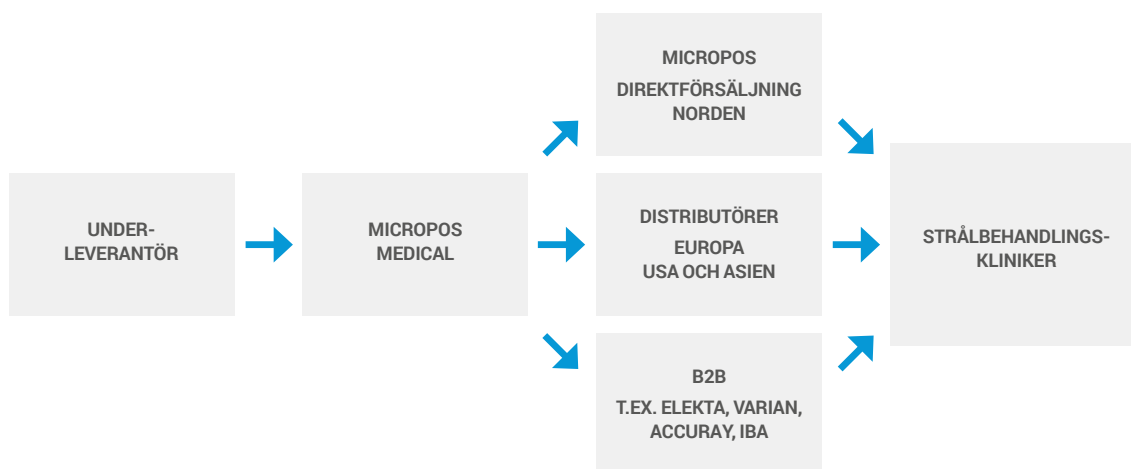 UNDER-
LEVERANTÖR
MICROPOS
MEDICAL
MICROPOS
DIREKTFÖRSÄLJNING
NORDEN
DISTRIBUTÖRER
EUROPA
USA OCH ASIEN
B2B
T.EX. ELEKTA, VARIAN,
ACCURAY, IBA
STRÅLBEHANDLINGS-
KLINIKER